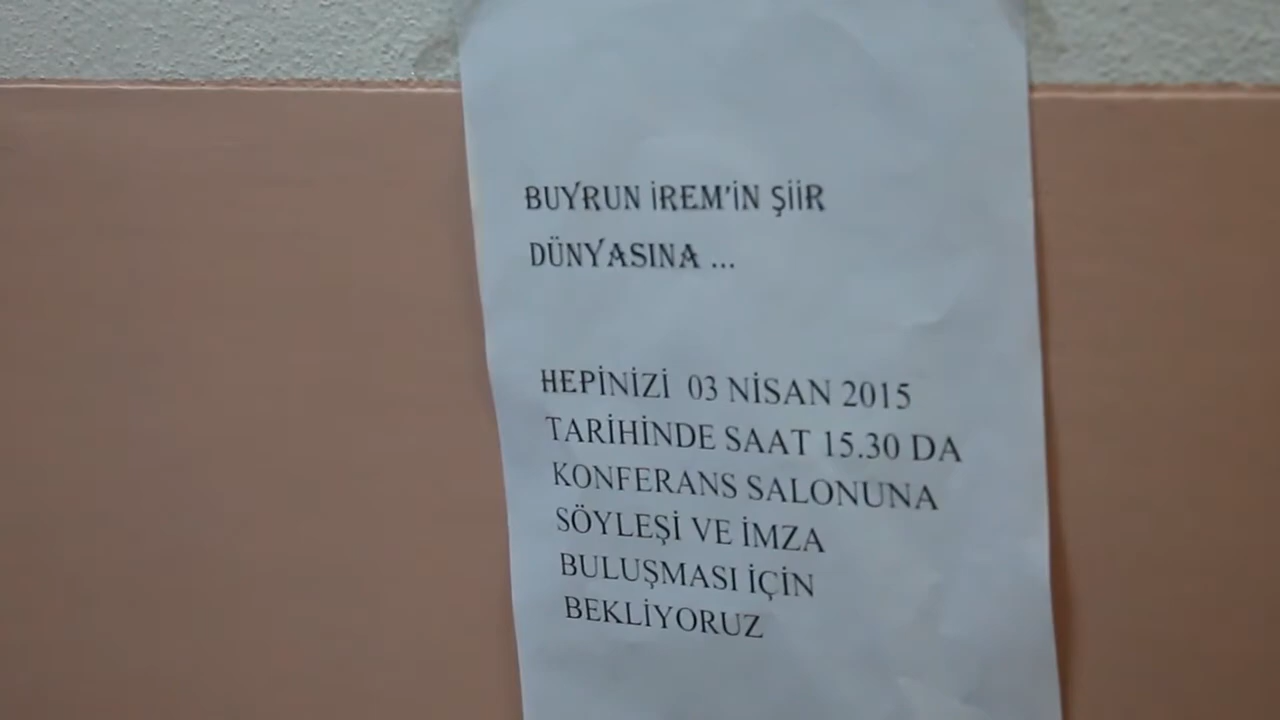 BUYRUN İREM'İN ŞİİR
DÜNYASINA ...
HEPİNİZİ 03 NİSAN 2015
TARİHİNDE SAAT 15.30 DA
KONFERANS SALONUNA
SÖYLEŞİ VE İMZA
BULUŞMASI İÇİN
BEKLİYORUZ